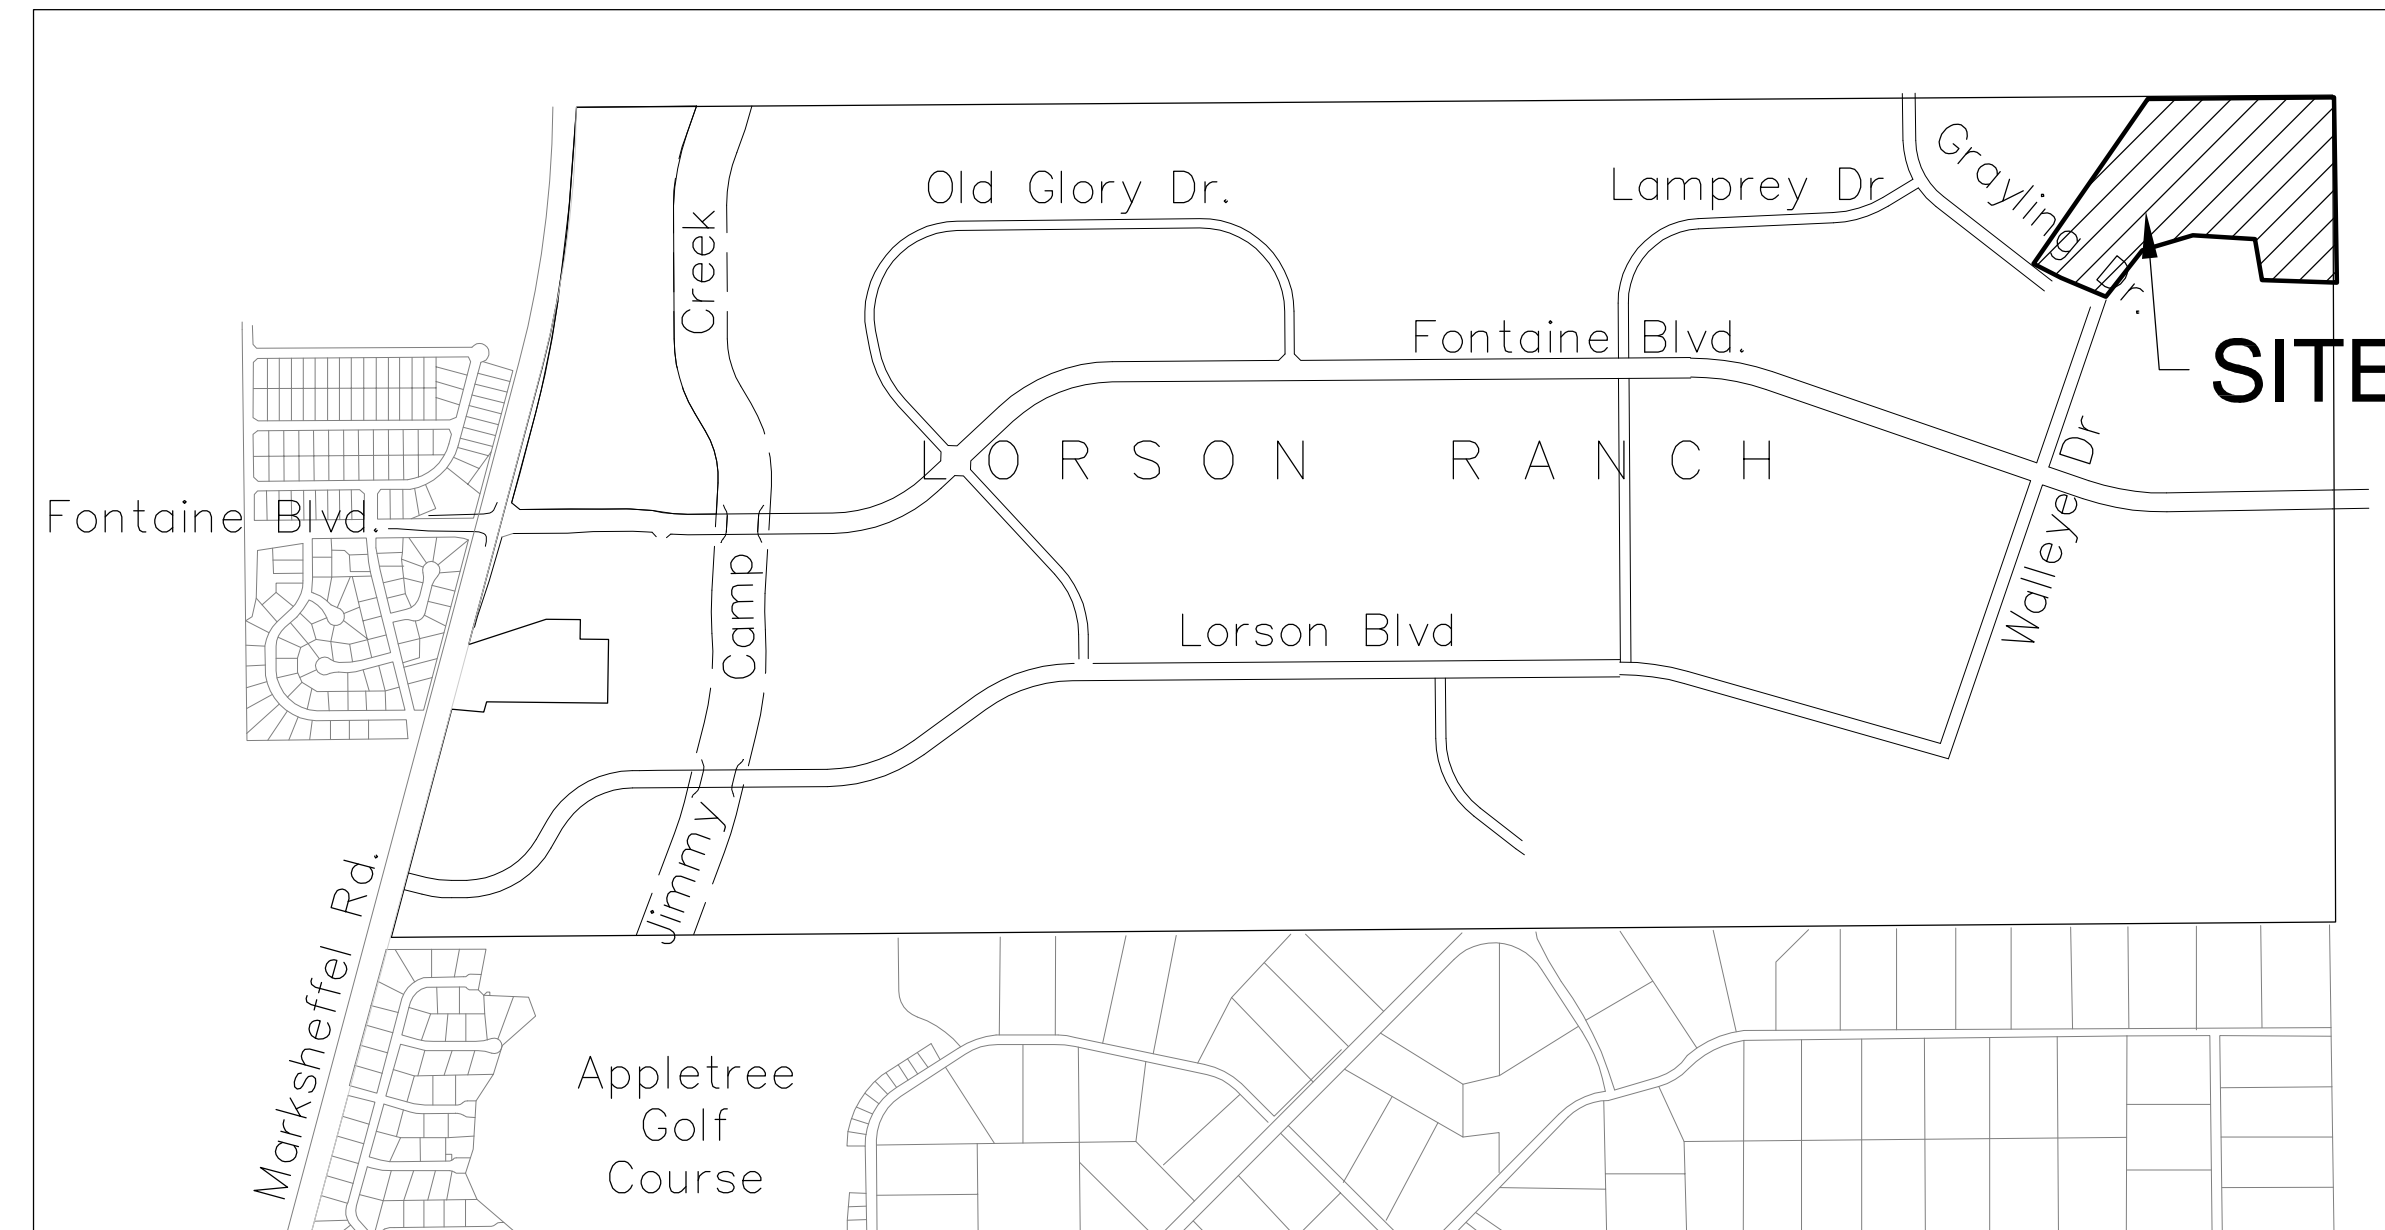 Old Glory Dr.
Lamprey Dr
Grayling Dr.
Creek
Fontaine Blvd.
SITE
LORSON RANCH
Fontaine Blvd.
Walleye Dr
Camp
Lorson Blvd
Jimmy
Marksheffel Rd.
Appletree
Golf
Course